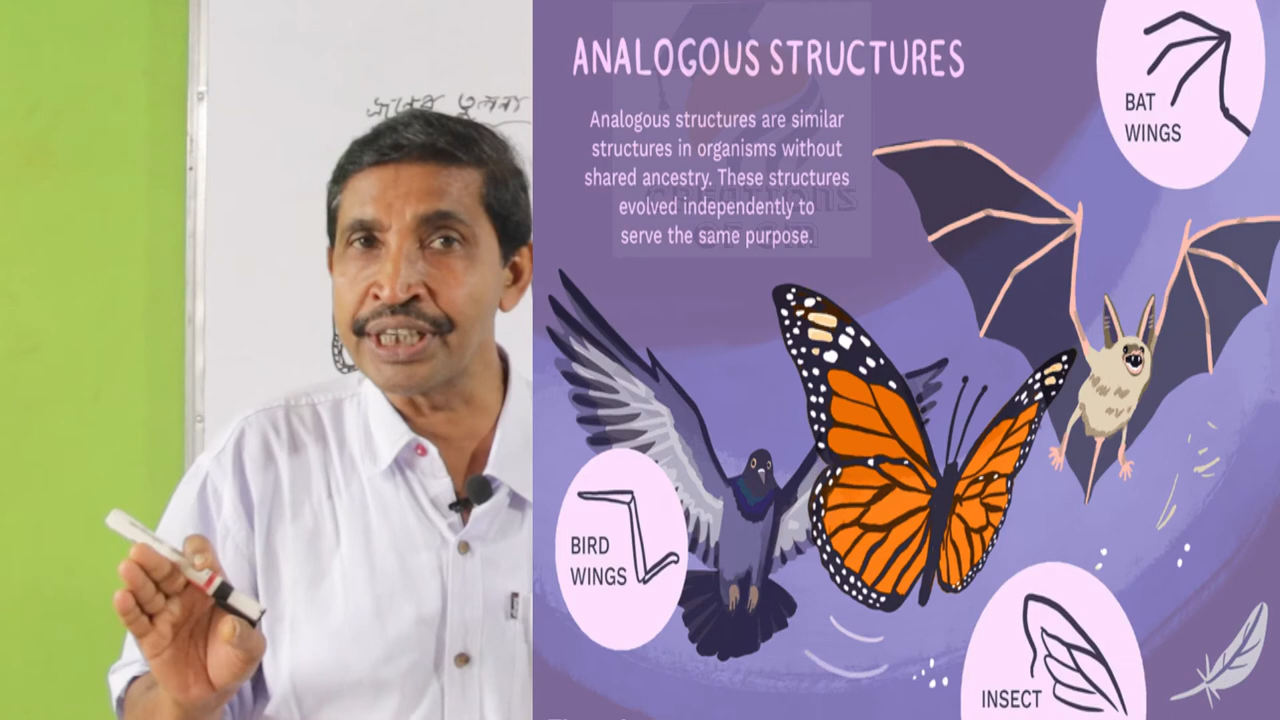 ANALOGOUS STRUCTURES
Analogous structures are similar
structures in organisms without
shared ancestry. These structures
evolved independently to
serve the same purpose.
BAT
WINGS
BIRD
WINGS
INSECT